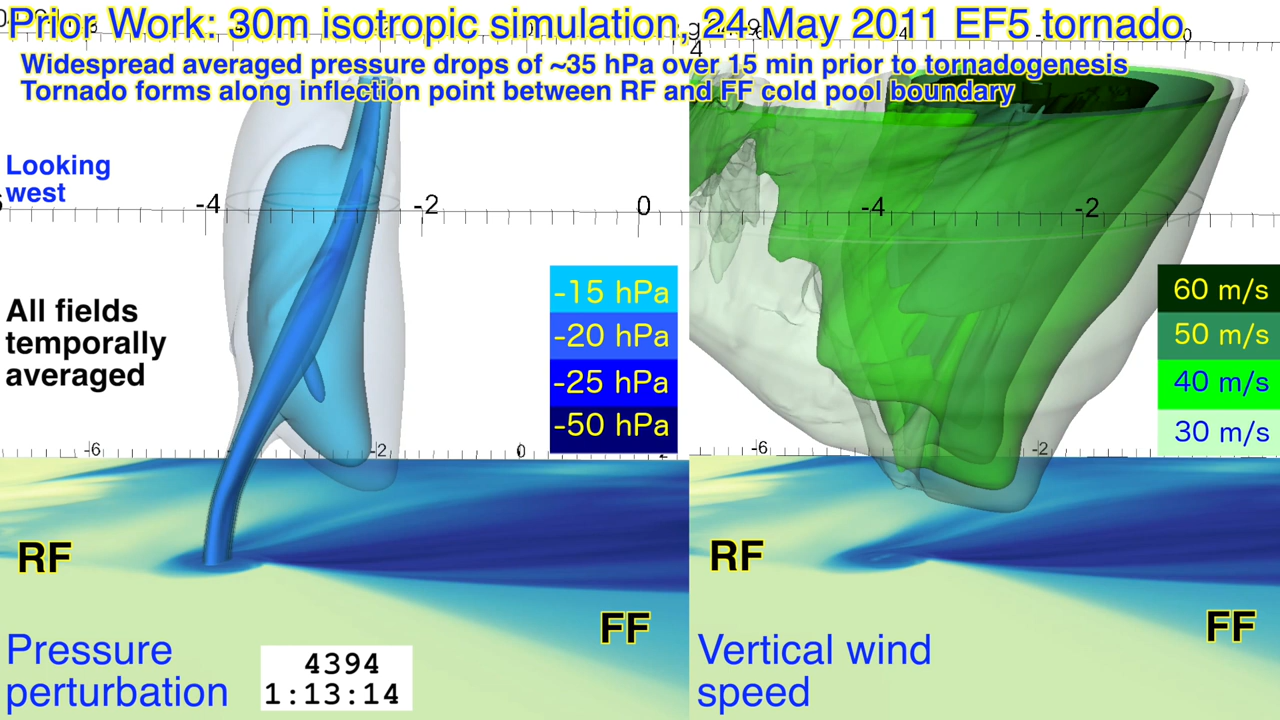 Prior Work: 30m isotropic simulation, 24 May 2011 EF5 tornado
Widespread averaged pressure drops of ~35 hPa over 15 min prior to tornadogenesis
Tornado forms along inflection point between RF and FF cold pool boundary
Looking
west
-4
-2
0
-4
-2
All fields
temporally
averaged
-15 hPa
-20 hPa
-25 hPa
-50 hPa
60 m/s
50 m/s
40 m/s
30 m/s
-6
-2
0
-6
-2
RF
FF
RF
FF
Pressure
perturbation
4394
1:13:14
Vertical wind
speed